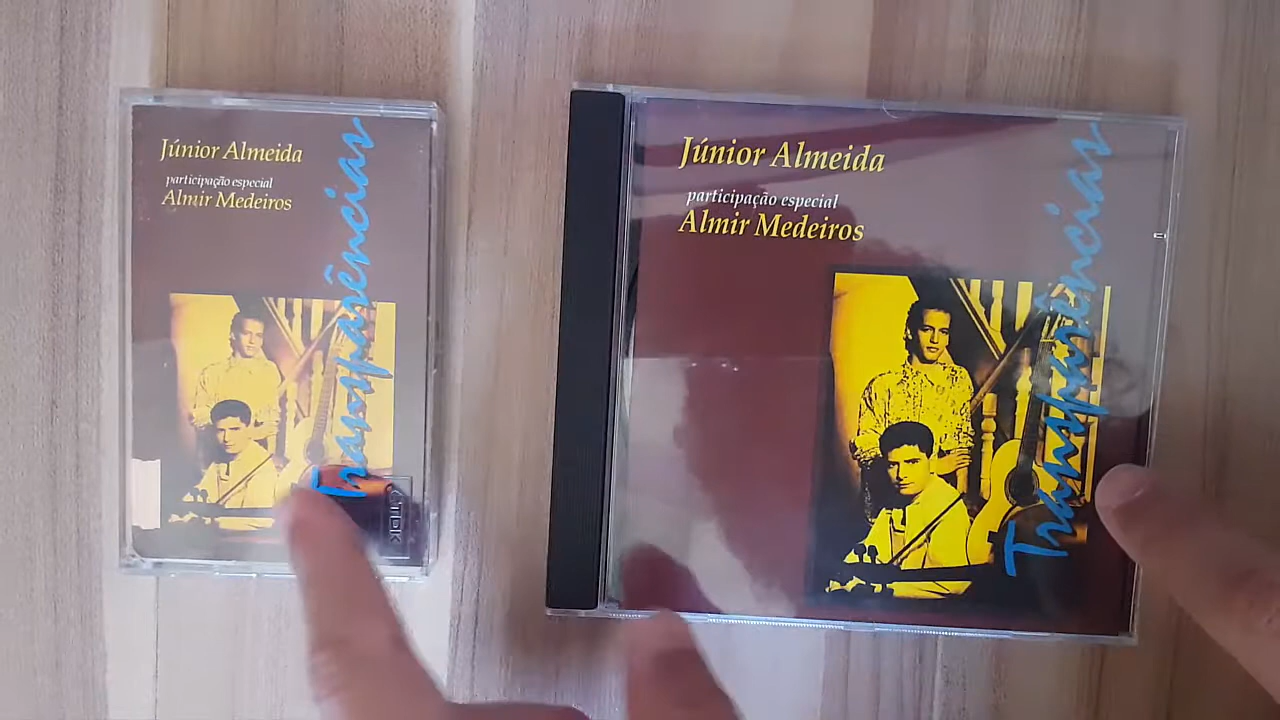 Júnior Almeida
participação especial
Almir Medeiros
Transparências
TDK
Júnior Almeida
participação especial
Almir Medeiros
Transparências